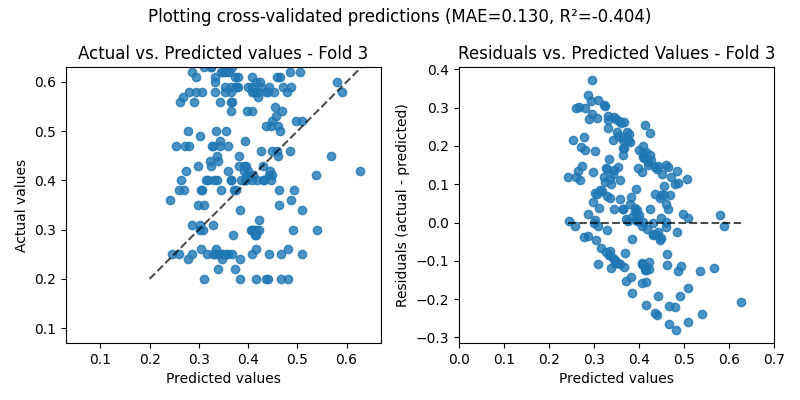 Plotting cross-validated predictions (MAE=0.130, R²=-0.404)
Actual vs. Predicted values - Fold 3
Actual values
0.6
0.5
0.4
0.3
0.2
0.1
0.1 0.2 0.3 0.4 0.5 0.6
Predicted values
Residuals vs. Predicted Values - Fold 3
Residuals (actual - predicted)
0.4
0.3
0.2
0.1
0.0
−0.1
−0.2
−0.3
0.0 0.1 0.2 0.3 0.4 0.5 0.6 0.7
Predicted values